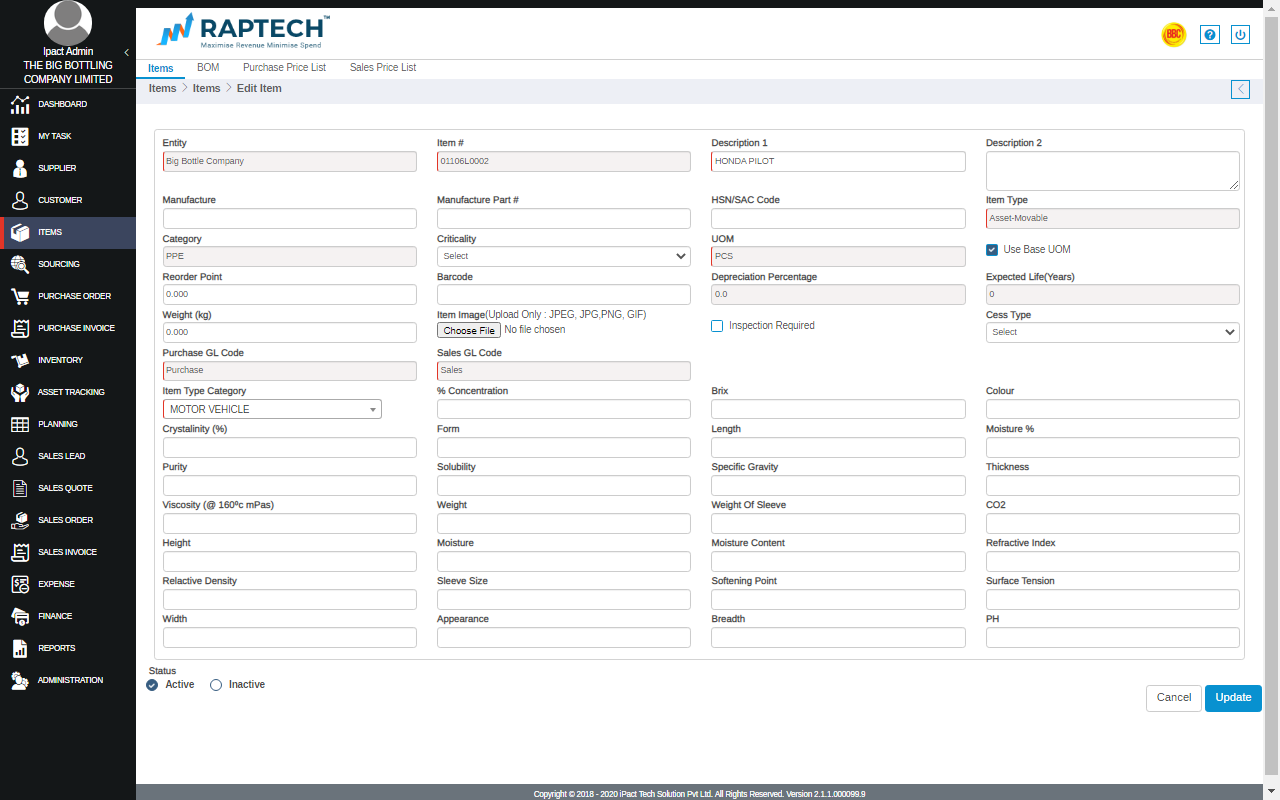 Ipact Admin
THE BIG BOTTLING
COMPANY LIMITED
DASHBOARD
MY TASK
SUPPLIER
CUSTOMER
ITEMS
SOURCING
PURCHASE ORDER
PURCHASE INVOICE
INVENTORY
ASSET TRACKING
PLANNING
SALES LEAD
SALES QUOTE
SALES ORDER
SALES INVOICE
EXPENSE
FINANCE
REPORTS
ADMINISTRATION
RAPTECH™
Maximise Revenue Minimise Spend
BBC
Items BOM Purchase Price List Sales Price List
Items > Items > Edit Item
Entity Item # Description 1 Description 2
Big Bottle Company 01106L0002 HONDA PILOT
Manufacture Manufacture Part # HSN/SAC Code Item Type
Asset-Movable
Category Criticality UOM
PPE Select PCS Use Base UOM
Reorder Point Barcode Depreciation Percentage Expected Life(Years)
0.000 0.0 0
Weight (kg) Item Image(Upload Only : JPEG, JPG,PNG, GIF) Cess Type
0.000 Choose File No file chosen Inspection Required Select
Purchase GL Code Sales GL Code
Purchase Sales
Item Type Category % Concentration Brix Colour
MOTOR VEHICLE
Crystalinity (%) Form Length Moisture %
Purity Solubility Specific Gravity Thickness
Viscosity (@ 160ºc mPas) Weight Weight Of Sleeve CO2
Height Moisture Moisture Content Refractive Index
Relactive Density Sleeve Size Softening Point Surface Tension
Width Appearance Breadth PH
Status
Active Inactive
Cancel Update
Copyright © 2018 - 2020 iPact Tech Solution Pvt Ltd. All Rights Reserved. Version 2.1.1.000099.9